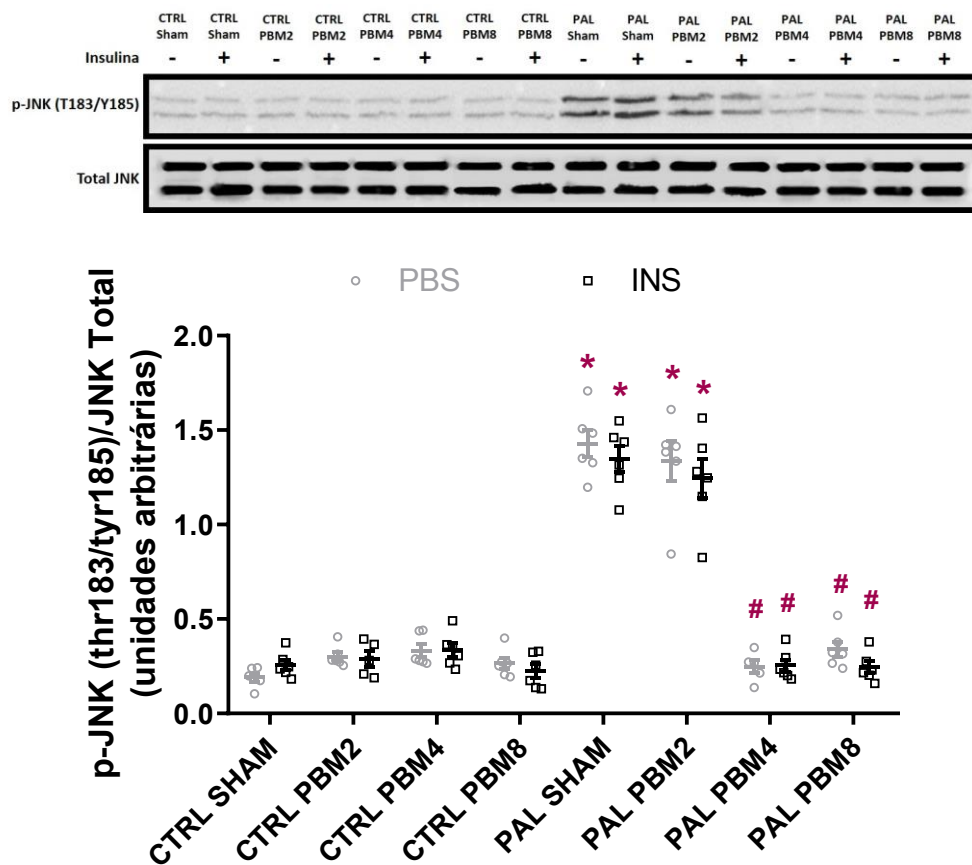 CTRL CTRL CTRL CTRL CTRL CTRL CTRL CTRL PAL PAL PAL PAL PAL PAL PAL PAL
Sham Sham PBM2 PBM2 PBM4 PBM4 PBM8 PBM8 Sham Sham PBM2 PBM2 PBM4 PBM4 PBM8 PBM8
Insulina - + - + - + - + - + - + - + - +
p-JNK (T183/Y185)
Total JNK
PBS INS
p-JNK (thr183/tyr185)/JNK Total
(unidades arbitrárias)
2.0
1.5
1.0
0.5
0.0
* * * *
# # # #
CTRL SHAM
CTRL PBM2
CTRL PBM4
CTRL PBM8
PAL SHAM
PAL PBM2
PAL PBM4
PAL PBM8